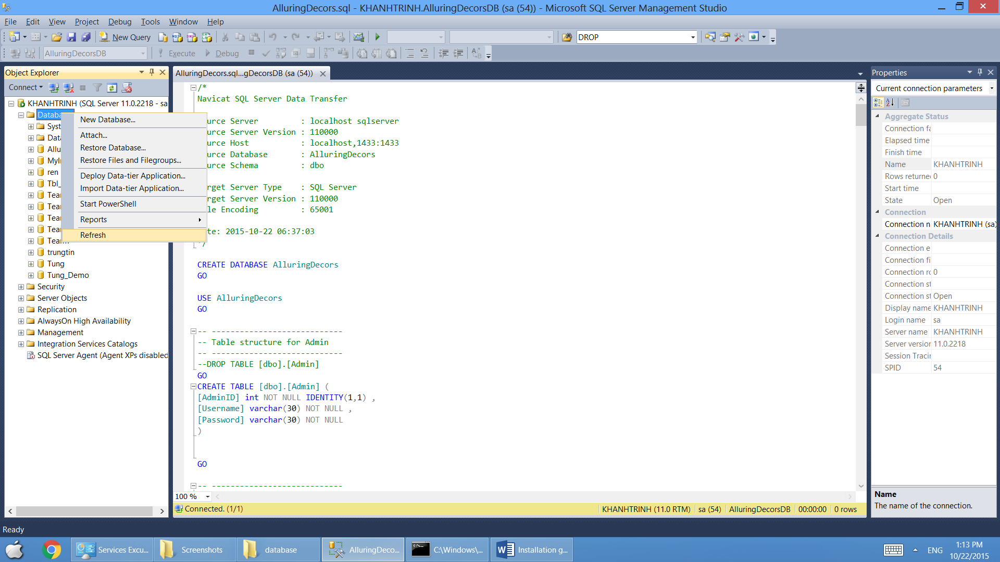 AlluringDecors.sql - KHANHTRINH.AlluringDecorsDB (sa (54)) - Microsoft SQL Server Management Studio
File Edit View Project Debug Tools Window Help
New Query DROP
AlluringDecorsDB Execute Debug
Object Explorer
Connect
KHANHTRINH (SQL Server 11.0.2218 - sa
Databa
Syst
Data
Allu
MyIn
ren
Tbl_
Tear
Tear
Tear
Tear
Team
trungtin
Tung
Tung_Demo
Security
Server Objects
Replication
AlwaysOn High Availability
Management
Integration Services Catalogs
SQL Server Agent (Agent XPs disabled
New Database...
Attach...
Restore Database...
Restore Files and Filegroups...
Deploy Data-tier Application...
Import Data-tier Application...
Start PowerShell
Reports
Refresh
AlluringDecors.sql...gDecorsDB (sa (54))
/*
Navicat SQL Server Data Transfer
urce Server : localhost sqlserver
urce Server Version : 110000
urce Host : localhost,1433:1433
urce Database : AlluringDecors
urce Schema : dbo
rget Server Type : SQL Server
rget Server Version : 110000
le Encoding : 65001
te: 2015-10-22 06:37:03
*/
CREATE DATABASE AlluringDecors
GO
USE AlluringDecors
GO
-- ----------------------------
-- Table structure for Admin
-- ----------------------------
--DROP TABLE [dbo].[Admin]
GO
CREATE TABLE [dbo].[Admin] (
[AdminID] int NOT NULL IDENTITY(1,1) ,
[Username] varchar(30) NOT NULL ,
[Password] varchar(30) NOT NULL
)
GO
-- ----------------------------
100 %
Connected. (1/1) KHANHTRINH (11.0 RTM) sa (54) AlluringDecorsDB 00:00:00 0 rows
Properties
Current connection parameters
Aggregate Status
Connection fa
Elapsed time
Finish time
Name KHANHTRINH
Rows returne 0
Start time
State Open
Connection
Connection n KHANHTRINH (sa)
Connection Details
Connection e
Connection fi
Connection ro 0
Connection st
Connection st Open
Display name KHANHTRINH
Login name sa
Server name KHANHTRINH
Server version 11.0.2218
Session Tracin
SPID 54
Name
The name of the connection.
Ready
Services Excu... Screenshots database AlluringDeco... C:\Windows\... Installation g... ENG
1:13 PM
10/22/2015